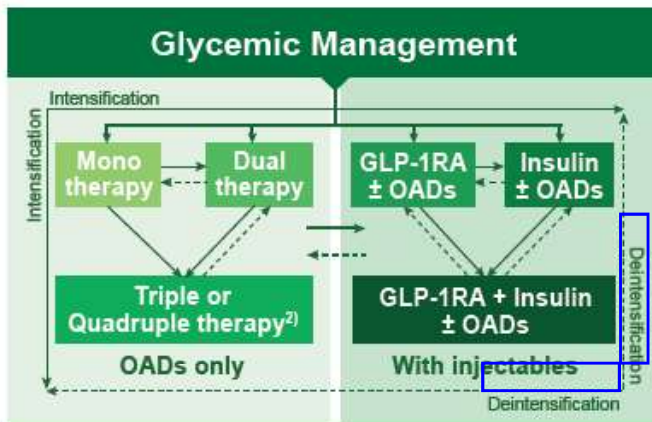 Glycemic Management
Intensification
Intensification
Mono
therapy
Dual
therapy
GLP-1RA
± OADs
Insulin
± OADs
Triple or
Quadruple therapy²⁾
GLP-1RA + Insulin
± OADs
Deintensification
OADs only
With injectables
Deintensification